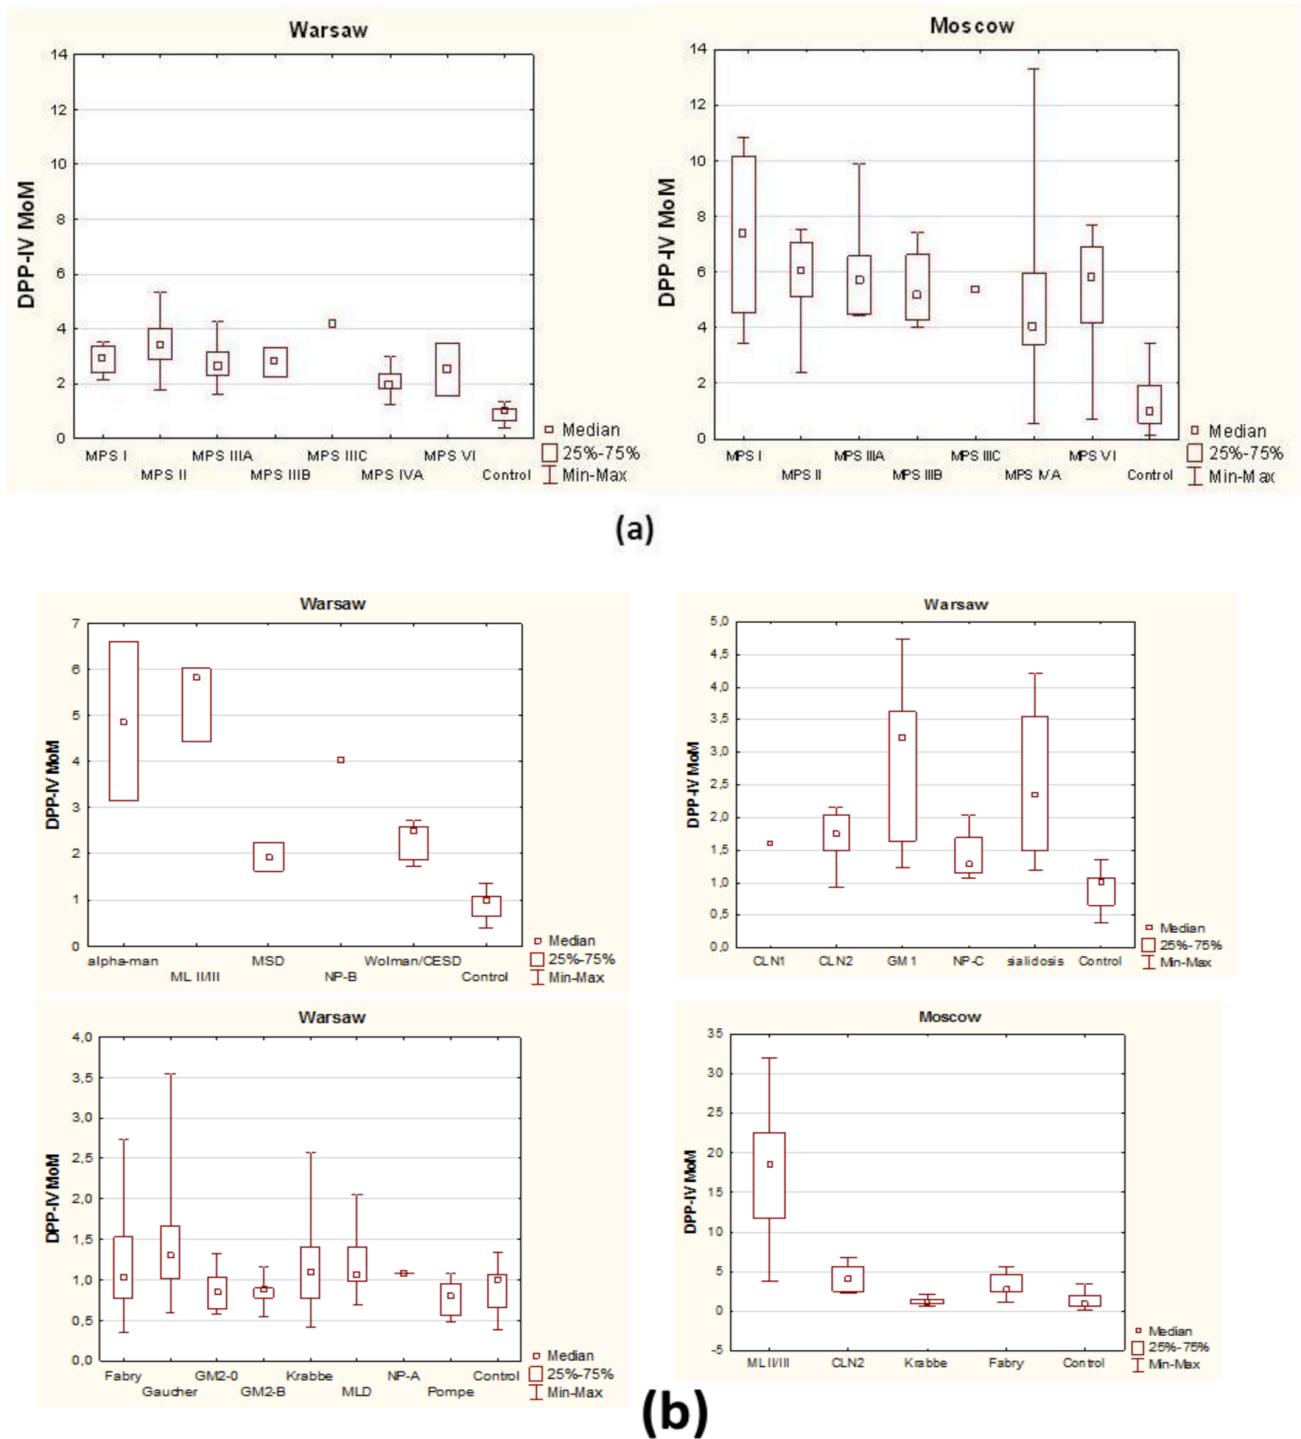 Warsaw
14
12
10
8
6
4
2
0
DPP-IV MoM
MPS I MPS IIIA MPS IIIC MPS VI
MPS II MPS IIIB MPS IVA Control
Median
25%-75%
Min-Max
Moscow
14
12
10
8
6
4
2
0
DPP-IV MoM
MPS I MPS IIIA MPS IIIC MPS VI
MPS II MPS IIIB MPS IVA Control
Median
25%-75%
Min-Max
(a)
Warsaw
7
6
5
4
3
2
1
0
DPP-IV MoM
alpha-man MSD Wolman/CESD
ML II/III NP-B Control
Median
25%-75%
Min-Max
Warsaw
5,0
4,5
4,0
3,5
3,0
2,5
2,0
1,5
1,0
0,5
0,0
DPP-IV MoM
CLN1 CLN2 GM1 NP-C sialidosis Control
Median
25%-75%
Min-Max
Warsaw
4,0
3,5
3,0
2,5
2,0
1,5
1,0
0,5
0,0
DPP-IV MoM
Fabry GM2-0 Krabbe NP-A Control
Gaucher GM2-B MLD Pompe
Median
25%-75%
Min-Max
Moscow
35
30
25
20
15
10
5
0
-5
DPP-IV MoM
ML II/III CLN2 Krabbe Fabry Control
Median
25%-75%
Min-Max
(b)